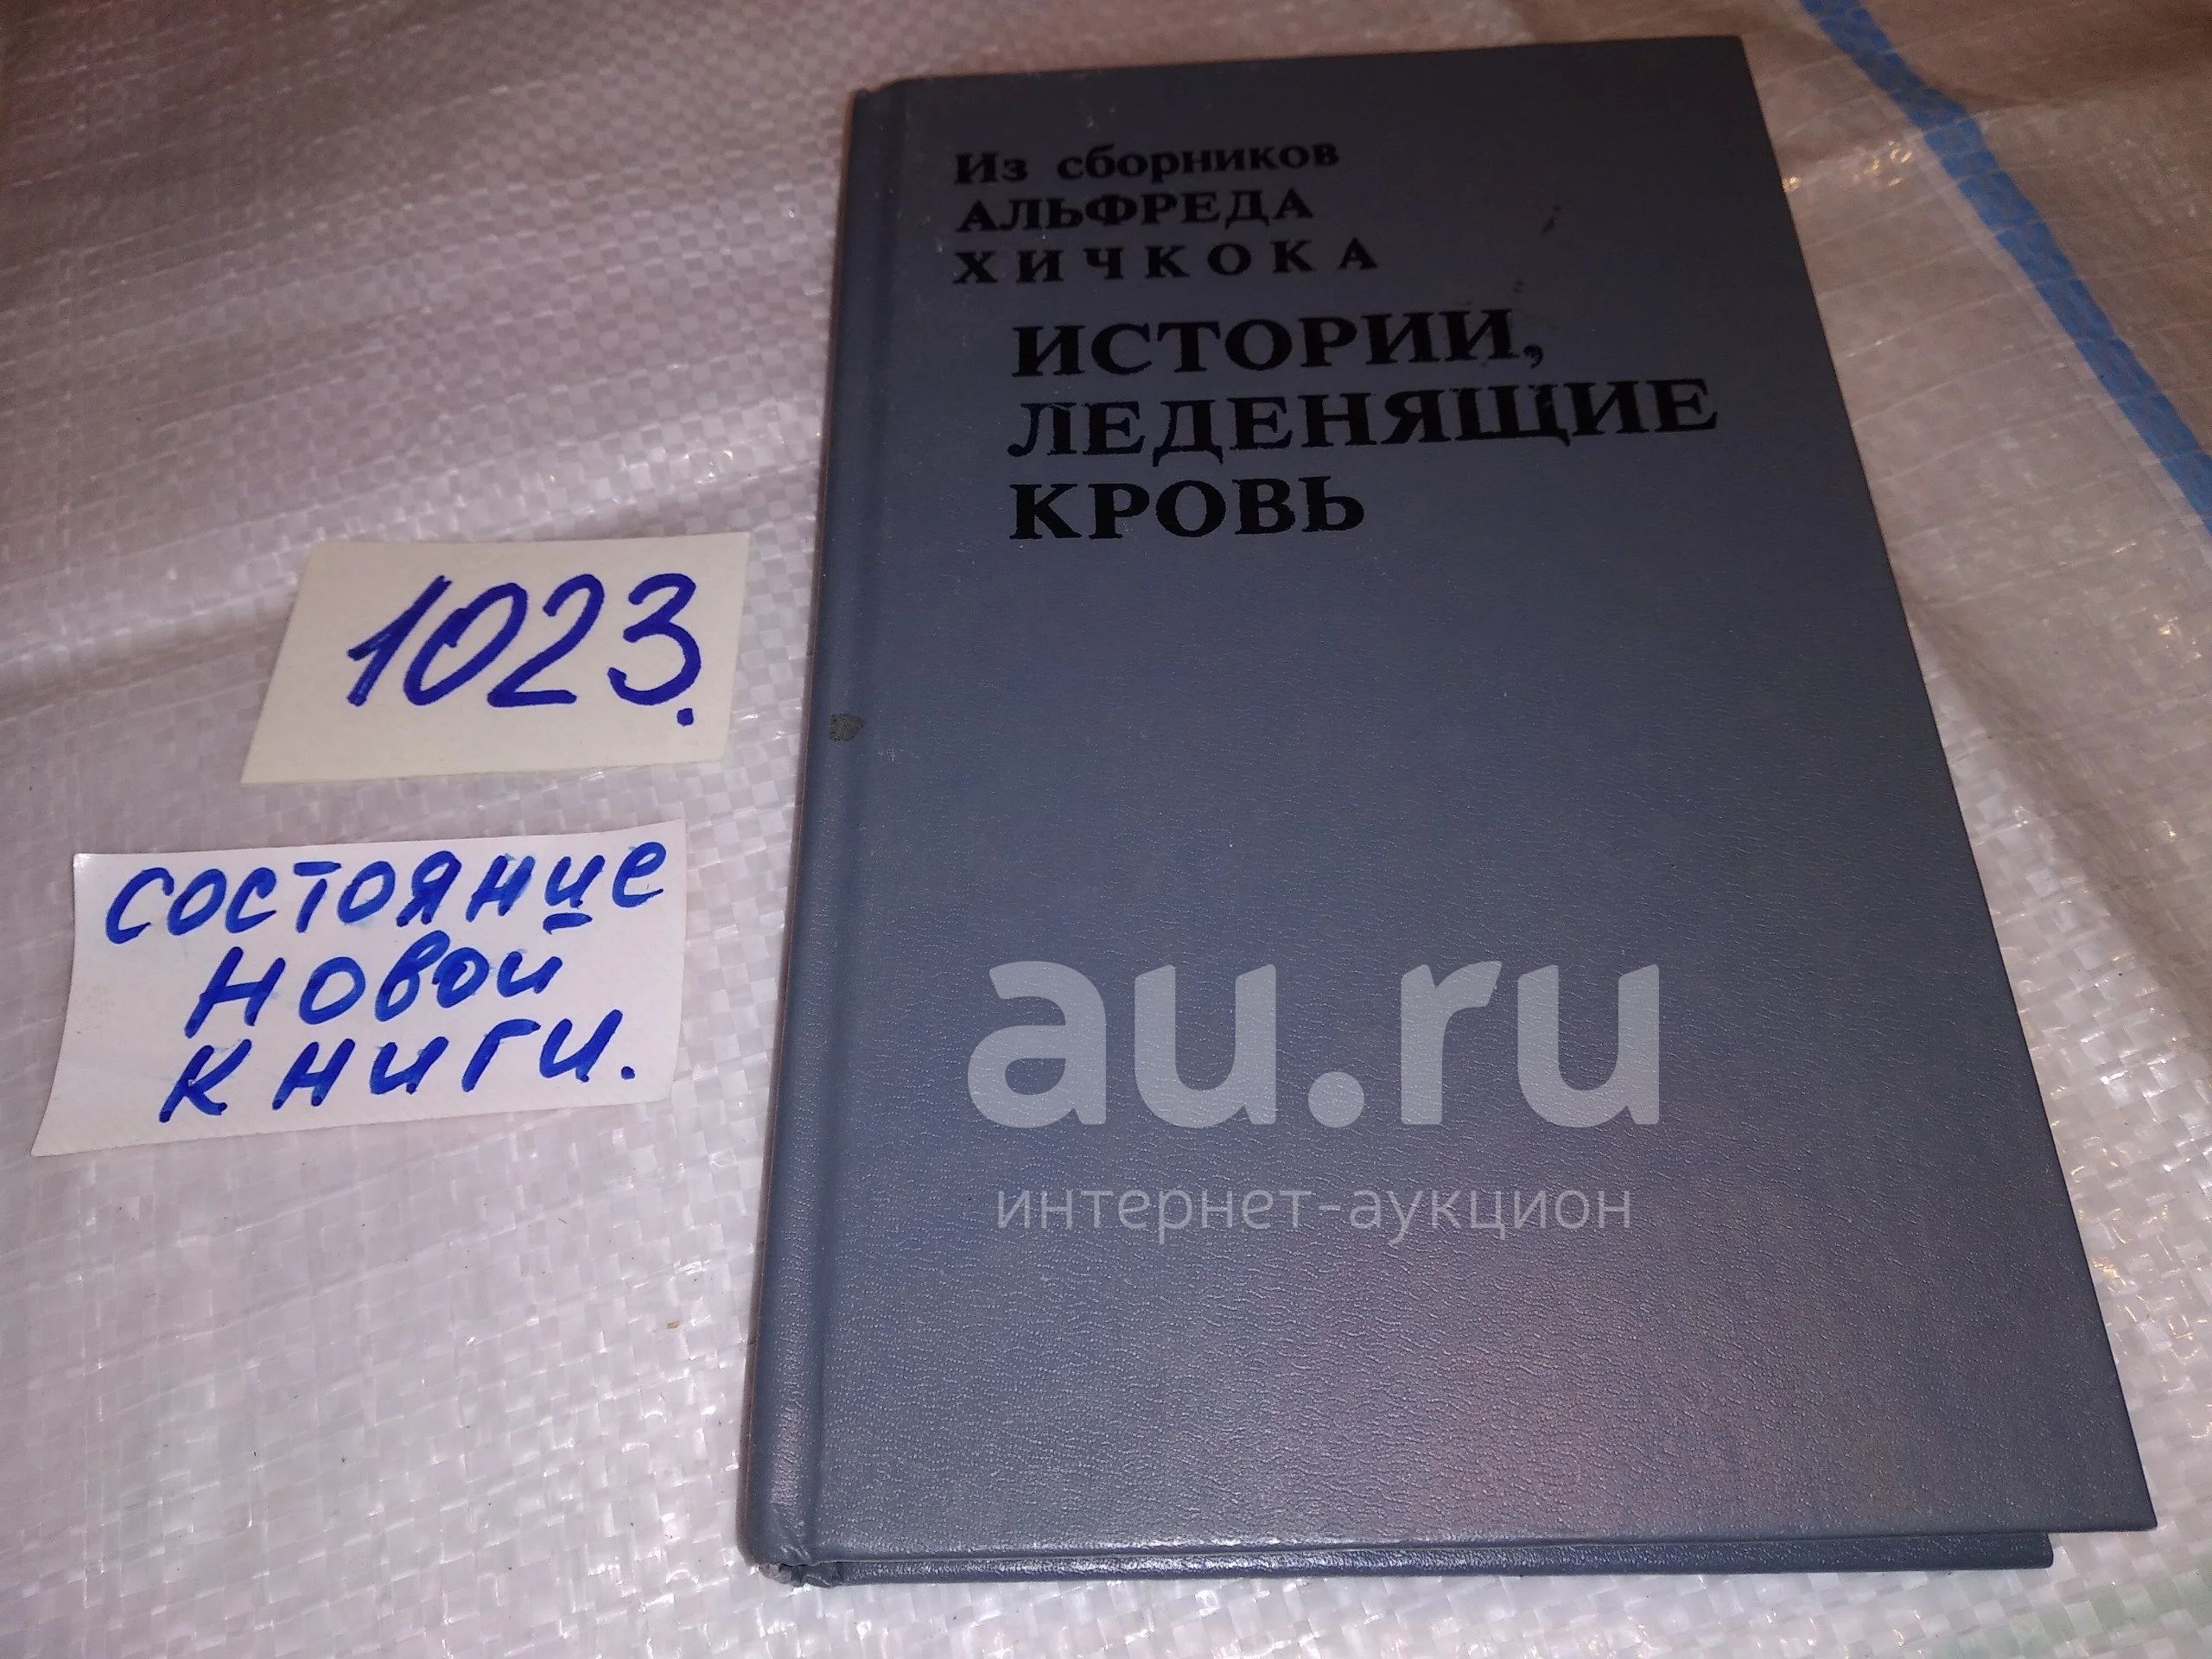 Из сборников
АЛЬФРЕДА
ХИЧКОКА
ИСТОРИИ,
ЛЕДЕНЯЩИЕ
КРОВЬ
1023.
состояние
новой
книги.
au.ru
интернет-аукцион